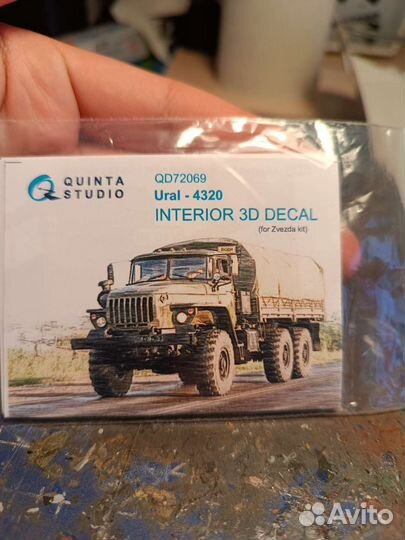 QUINTA
STUDIO
QD72069
Ural - 4320
INTERIOR 3D DECAL
(for Zvezda kit)
Avito